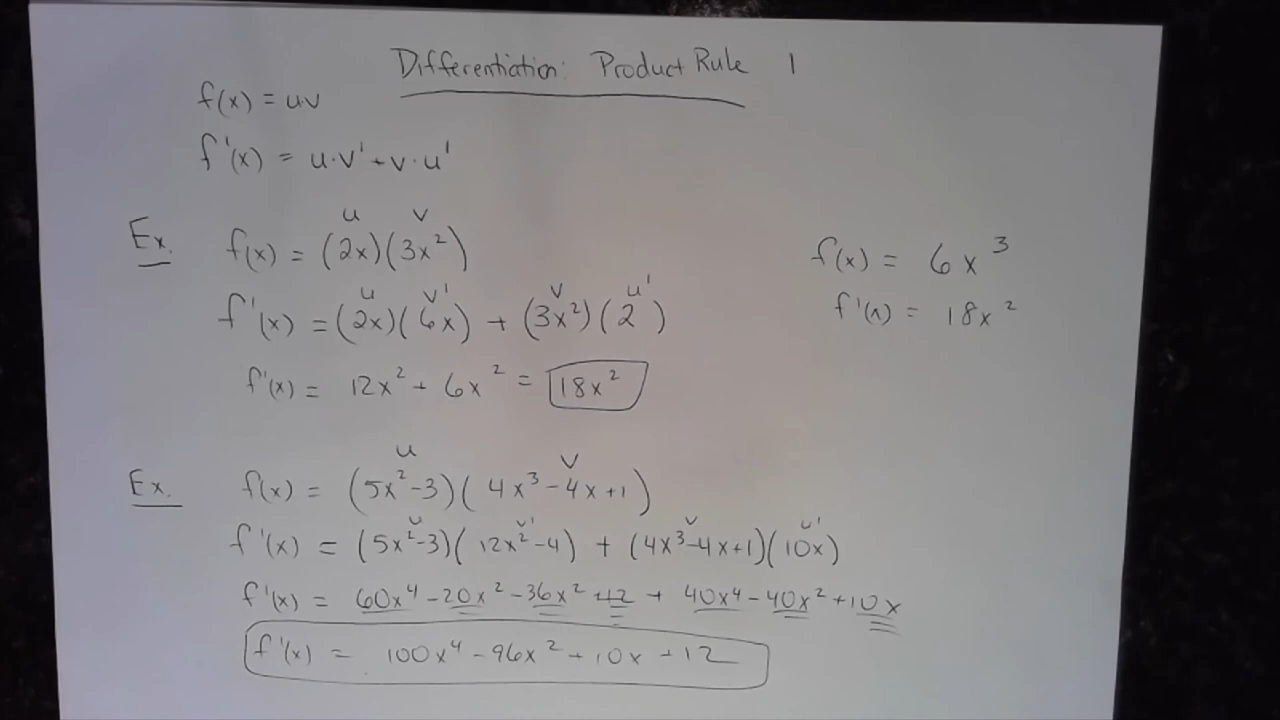 Differentiation: Product Rule 1
f(x) = u·v
f'(x) = u·v' + v·u'
u v
Ex. f(x) = (2x)(3x²)
f(x) = 6x³
u v' v u'
f'(x) = (2x)(6x) + (3x²)(2)
f'(x) = 18x²
f'(x) = 12x² + 6x² = 18x²
u v
Ex. f(x) = (5x²-3)(4x³-4x+1)
u v' v u'
f'(x) = (5x²-3)(12x²-4) + (4x³-4x+1)(10x)
f'(x) = 60x⁴ - 20x² - 36x² + 12 + 40x⁴ - 40x² + 10x
f'(x) = 100x⁴ - 96x² + 10x + 12